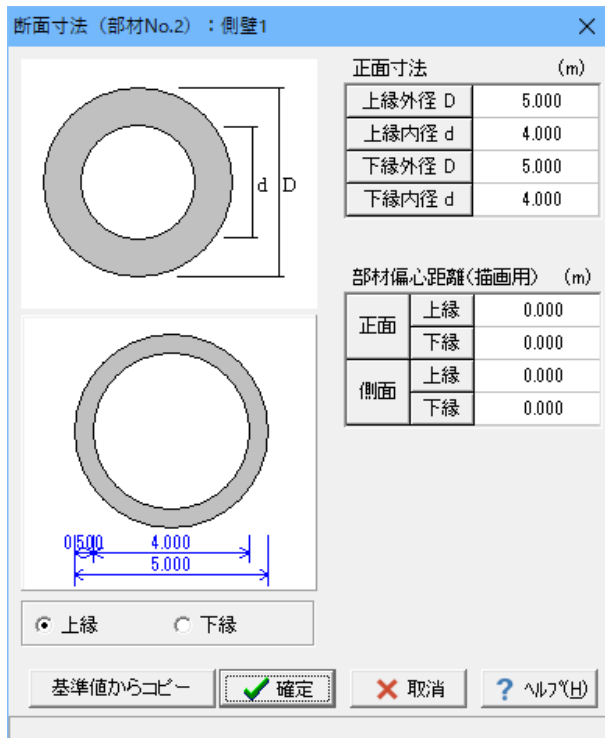 断面寸法（部材No.2）：側壁1
d D
0.500 4.000
5.000
上縁 下縁
正面寸法 (m)
上縁外径 D 5.000
上縁内径 d 4.000
下縁外径 D 5.000
下縁内径 d 4.000
部材偏心距離(描画用) (m)
正面 上縁 0.000
下縁 0.000
側面 上縁 0.000
下縁 0.000
基準値からコピー 確定 取消 ? ﾍﾙﾌﾟ(H)